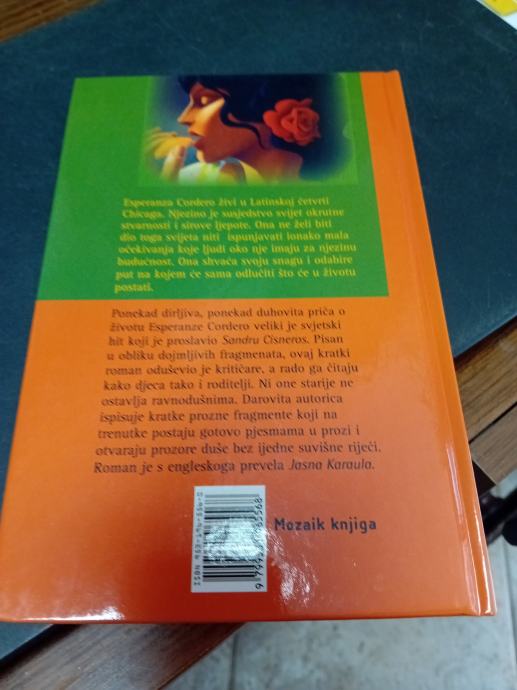 Esperanza Cordero živi u Latinskoj četvrti
Chicaga. Njezino je susjedstvo svijet okrutne
stvarnosti i sirove ljepote. Ona ne želi biti
dio toga svijeta niti ispunjavati ionako mala
očekivanja koje ljudi oko nje imaju za njezinu
budućnost. Ona shvaća svoju snagu i odabire
put na kojem će sama odlučiti što će u životu
postati.
Ponekad dirljiva, ponekad duhovita priča o
životu Esperanze Cordero veliki je svjetski
hit koji je proslavio Sandru Cisneros. Pisan
u obliku dojmljivih fragmenata, ovaj kratki
roman oduševio je kritičare, a rado ga čitaju
kako djeca tako i roditelji. Ni one starije ne
ostavlja ravnodušnima. Darovita autorica
ispisuje kratke prozne fragmente koji na
trenutke postaju gotovo pjesmama u prozi i
otvaraju prozore duše bez ijedne suvišne riječi.
Roman je s engleskoga prevela Jasna Karaula.
Mozaik knjiga